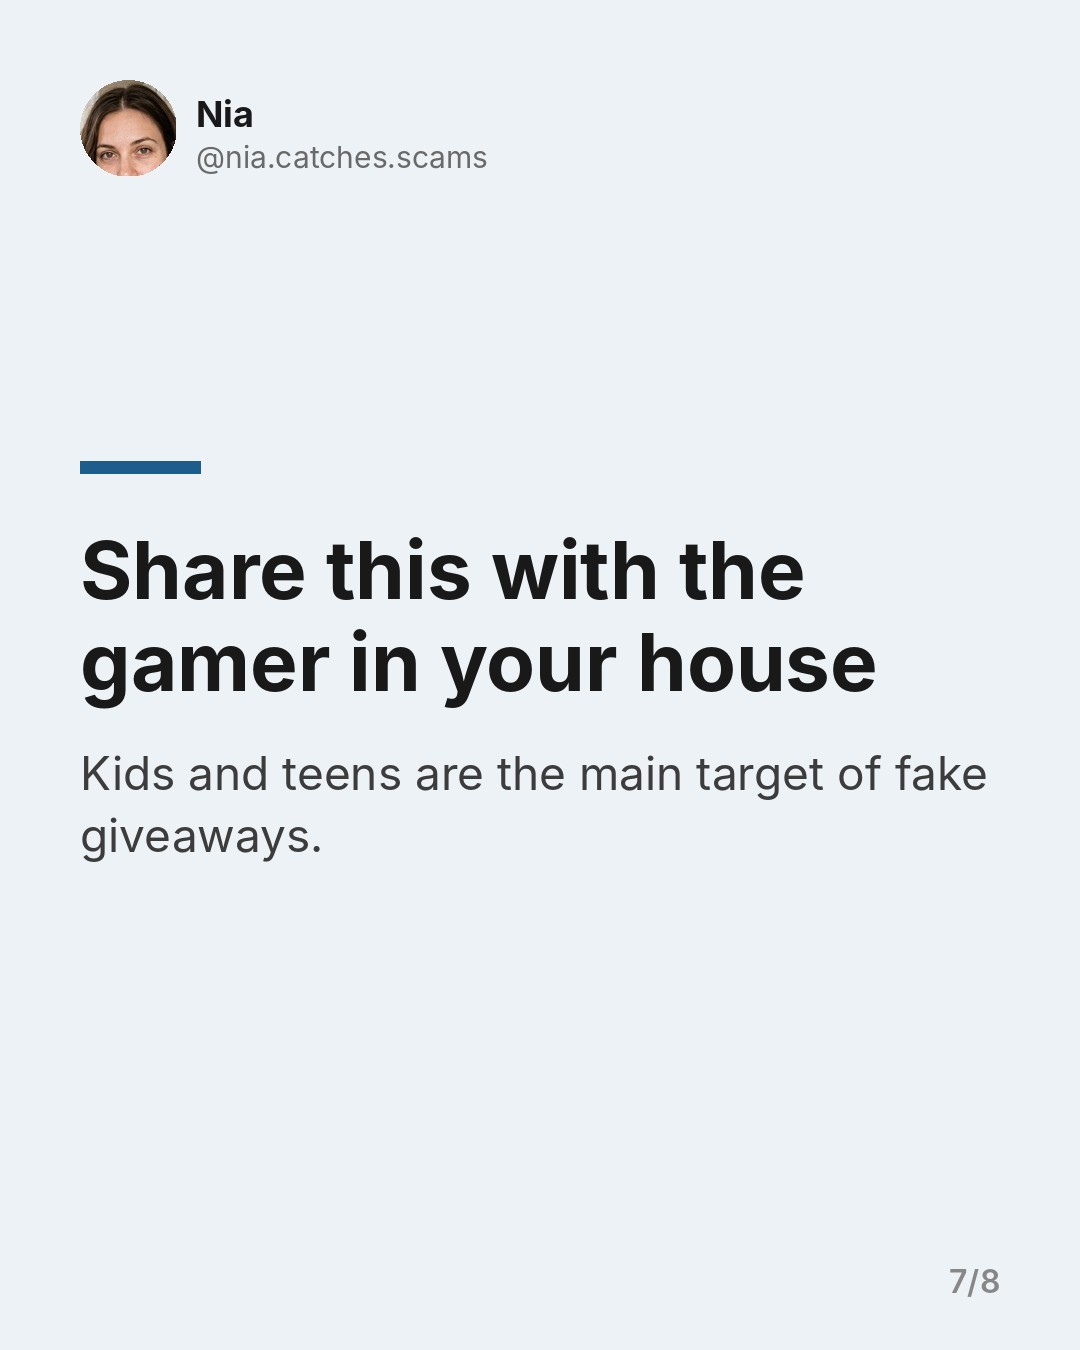 Nia
@nia.catches.scams
Share this with the
gamer in your house
Kids and teens are the main target of fake
giveaways.
7/8